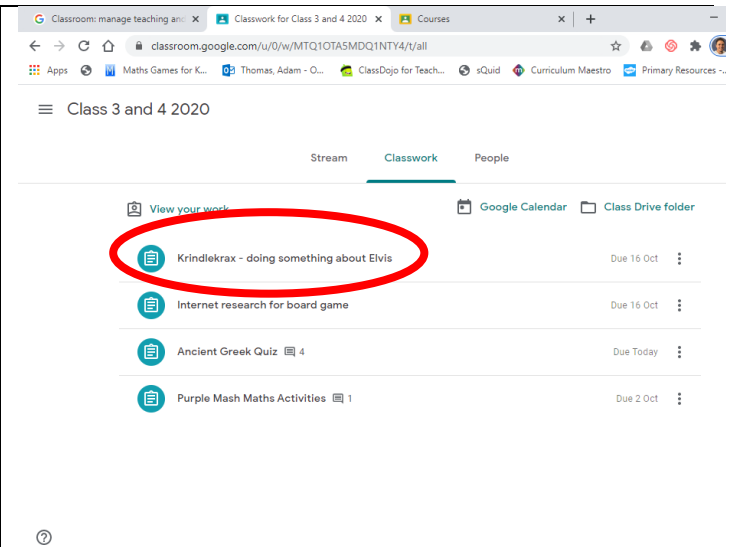 Classroom: manage teaching and Classwork for Class 3 and 4 2020 Courses
classroom.google.com/u/0/w/MTQ1OTA5MDQ1NTY4/t/all
Apps Maths Games for K... Thomas, Adam - O... ClassDojo for Teach... sQuid Curriculum Maestro Primary Resources -...
Class 3 and 4 2020
Stream Classwork People
View your work Google Calendar Class Drive folder
Krindlekrax - doing something about Elvis Due 16 Oct
Internet research for board game Due 16 Oct
Ancient Greek Quiz 4 Due Today
Purple Mash Maths Activities 1 Due 2 Oct